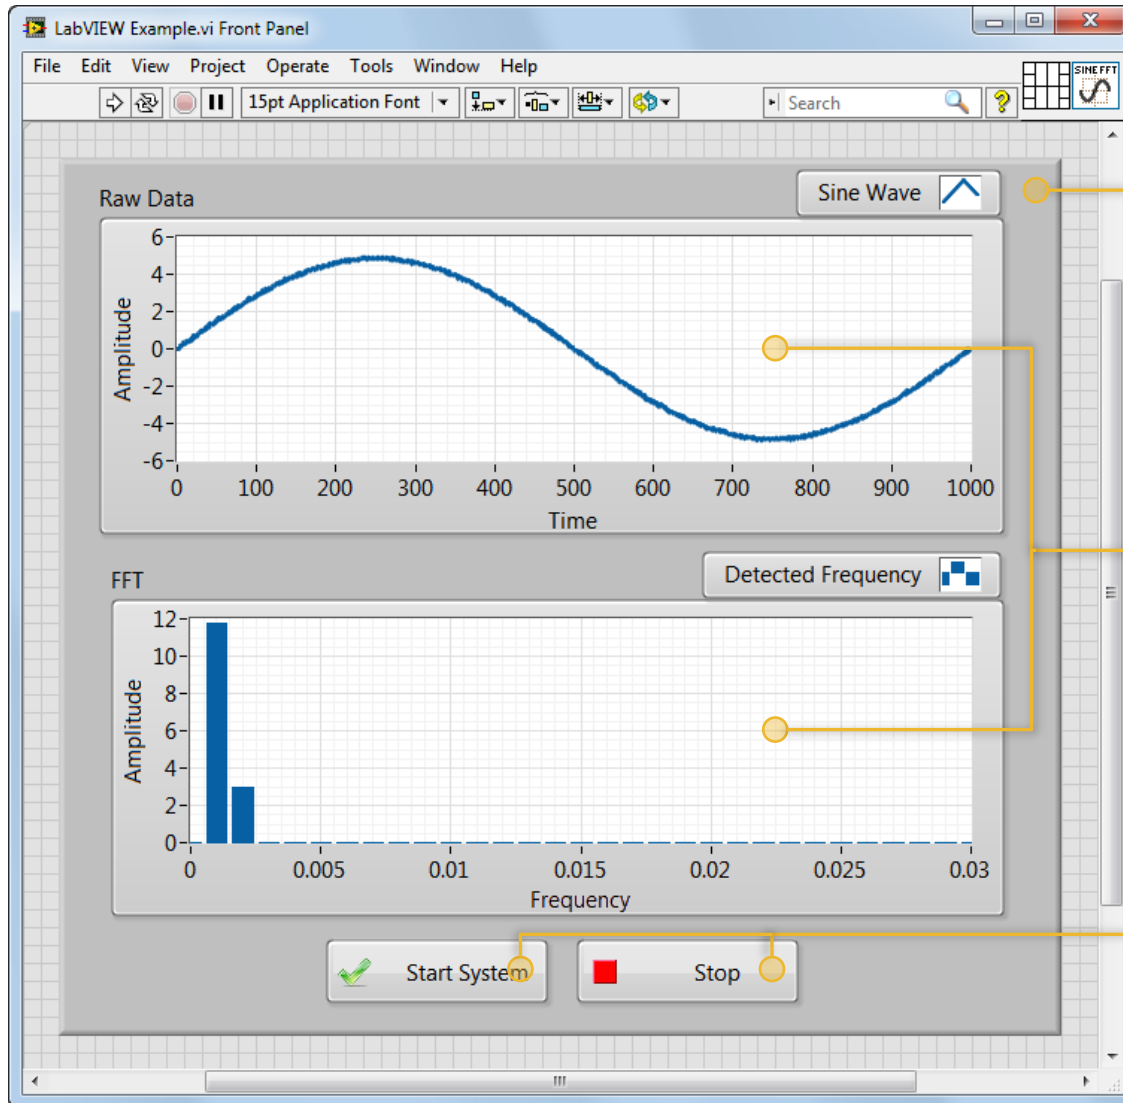 LabVIEW Example.vi Front Panel
File Edit View Project Operate Tools Window Help
15pt Application Font
Search
?
SINE FFT
Raw Data
Sine Wave
Amplitude
6
4
2
0
-2
-4
-6
0 100 200 300 400 500 600 700 800 900 1000
Time
FFT
Detected Frequency
Amplitude
12
10
8
6
4
2
0
0 0.005 0.01 0.015 0.02 0.025 0.03
Frequency
Start System
Stop